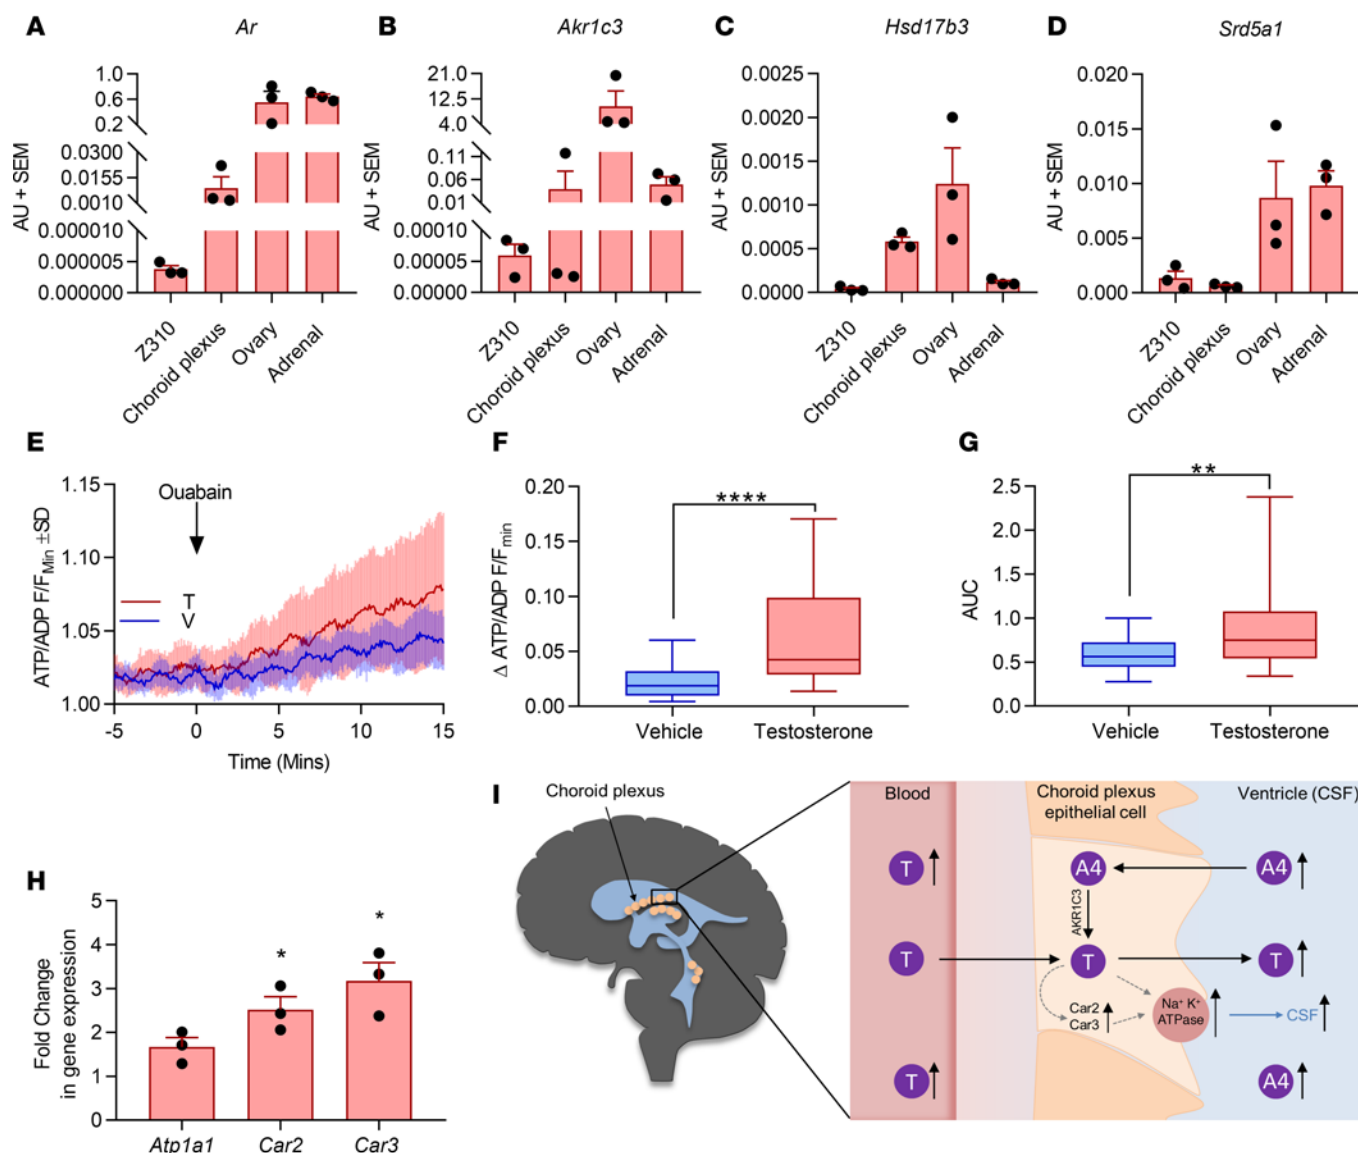 A
Ar
AU + SEM
1.0
0.6
0.2
0.0300
0.0155
0.0010
0.000010
0.000005
0.000000
Z310
Choroid plexus
Ovary
Adrenal
B
Akr1c3
AU + SEM
21.0
12.5
4.0
0.11
0.06
0.01
0.00010
0.00005
0.00000
Z310
Choroid plexus
Ovary
Adrenal
C
Hsd17b3
AU + SEM
0.0025
0.0020
0.0015
0.0010
0.0005
0.0000
Z310
Choroid plexus
Ovary
Adrenal
D
Srd5a1
AU + SEM
0.020
0.015
0.010
0.005
0.000
Z310
Choroid plexus
Ovary
Adrenal
E
ATP/ADP F/FMin ±SD
1.15
1.10
1.05
1.00
Ouabain
T
V
-5
0
5
10
15
Time (Mins)
F
Δ ATP/ADP F/Fmin
0.20
0.15
0.10
0.05
0.00
****
Vehicle
Testosterone
G
AUC
2.5
2.0
1.5
1.0
0.5
0.0
**
Vehicle
Testosterone
H
Fold Change
in gene expression
5
4
3
2
1
0
*
*
Atp1a1
Car2
Car3
I
Choroid plexus
Blood
Choroid plexus
epithelial cell
Ventricle (CSF)
T
A4
A4
AKR1C3
T
T
T
Car2
Car3
Na⁺ K⁺
ATPase
CSF
T
A4